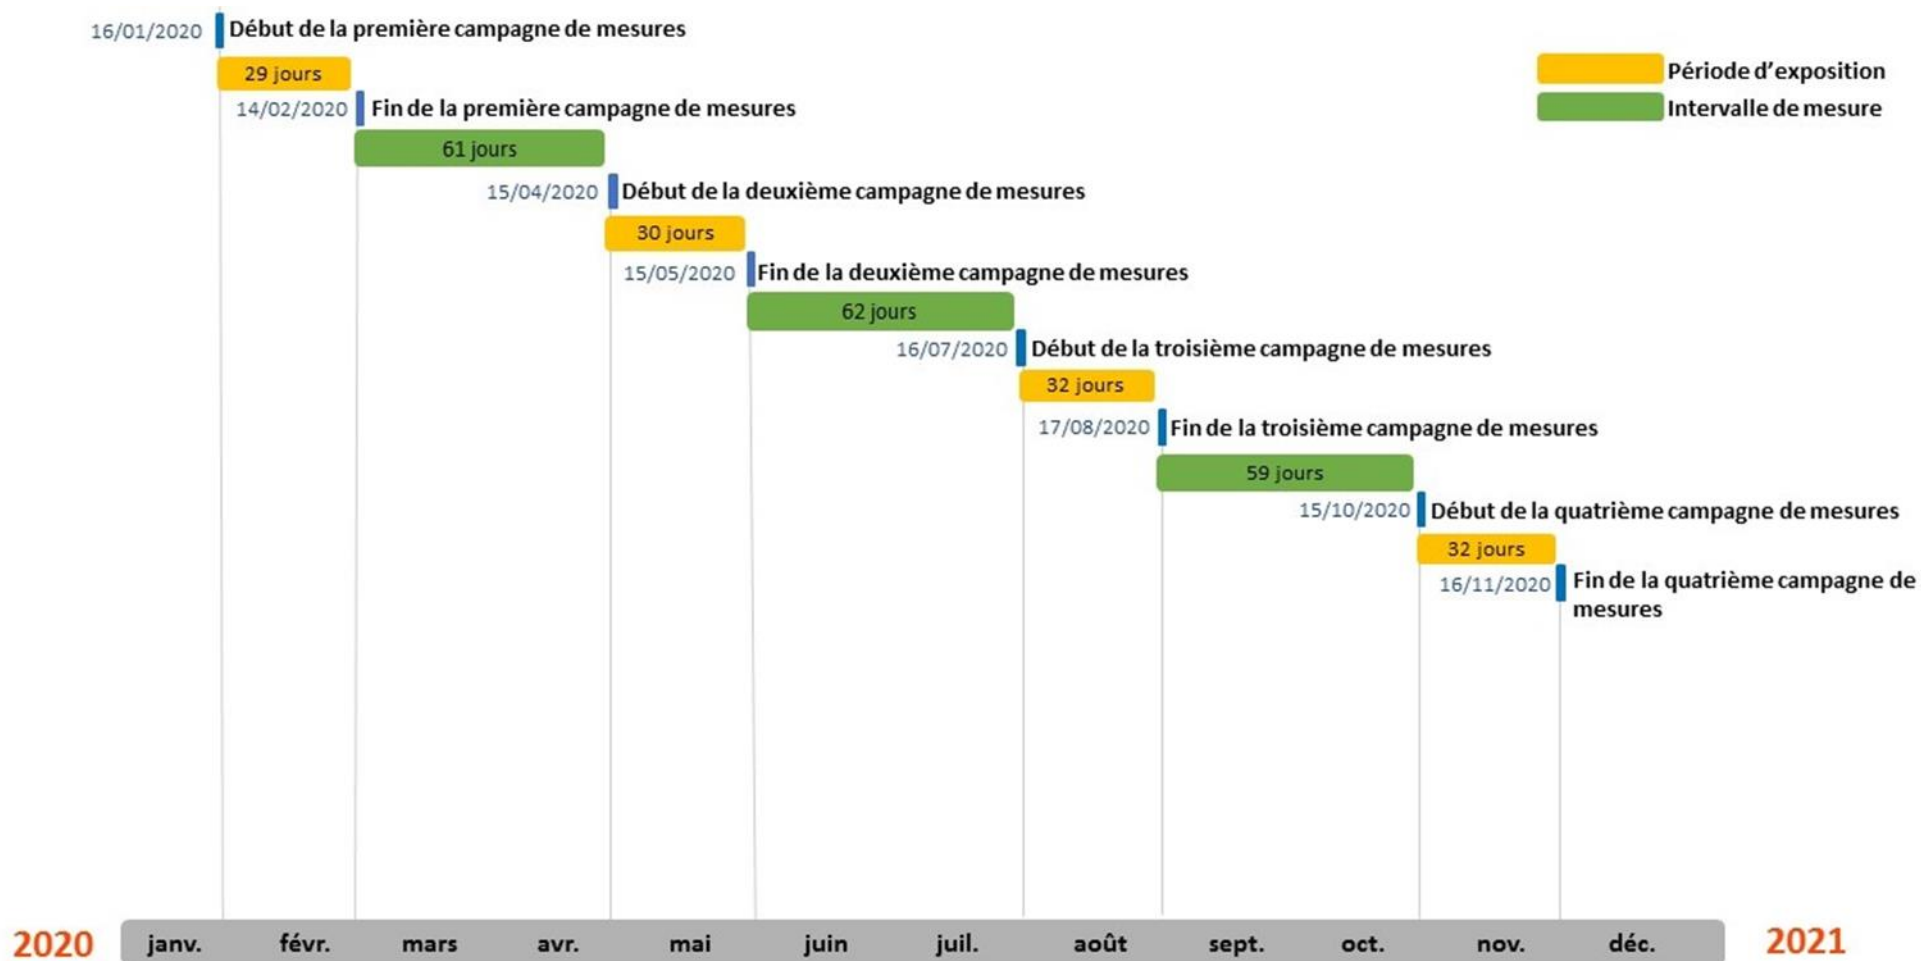 16/01/2020 Début de la première campagne de mesures
29 jours
Période d'exposition
14/02/2020 Fin de la première campagne de mesures
Intervalle de mesure
61 jours
15/04/2020 Début de la deuxième campagne de mesures
30 jours
15/05/2020 Fin de la deuxième campagne de mesures
62 jours
16/07/2020 Début de la troisième campagne de mesures
32 jours
17/08/2020 Fin de la troisième campagne de mesures
59 jours
15/10/2020 Début de la quatrième campagne de mesures
32 jours
16/11/2020 Fin de la quatrième campagne de
mesures
2020 janv. févr. mars avr. mai juin juil. août sept. oct. nov. déc. 2021